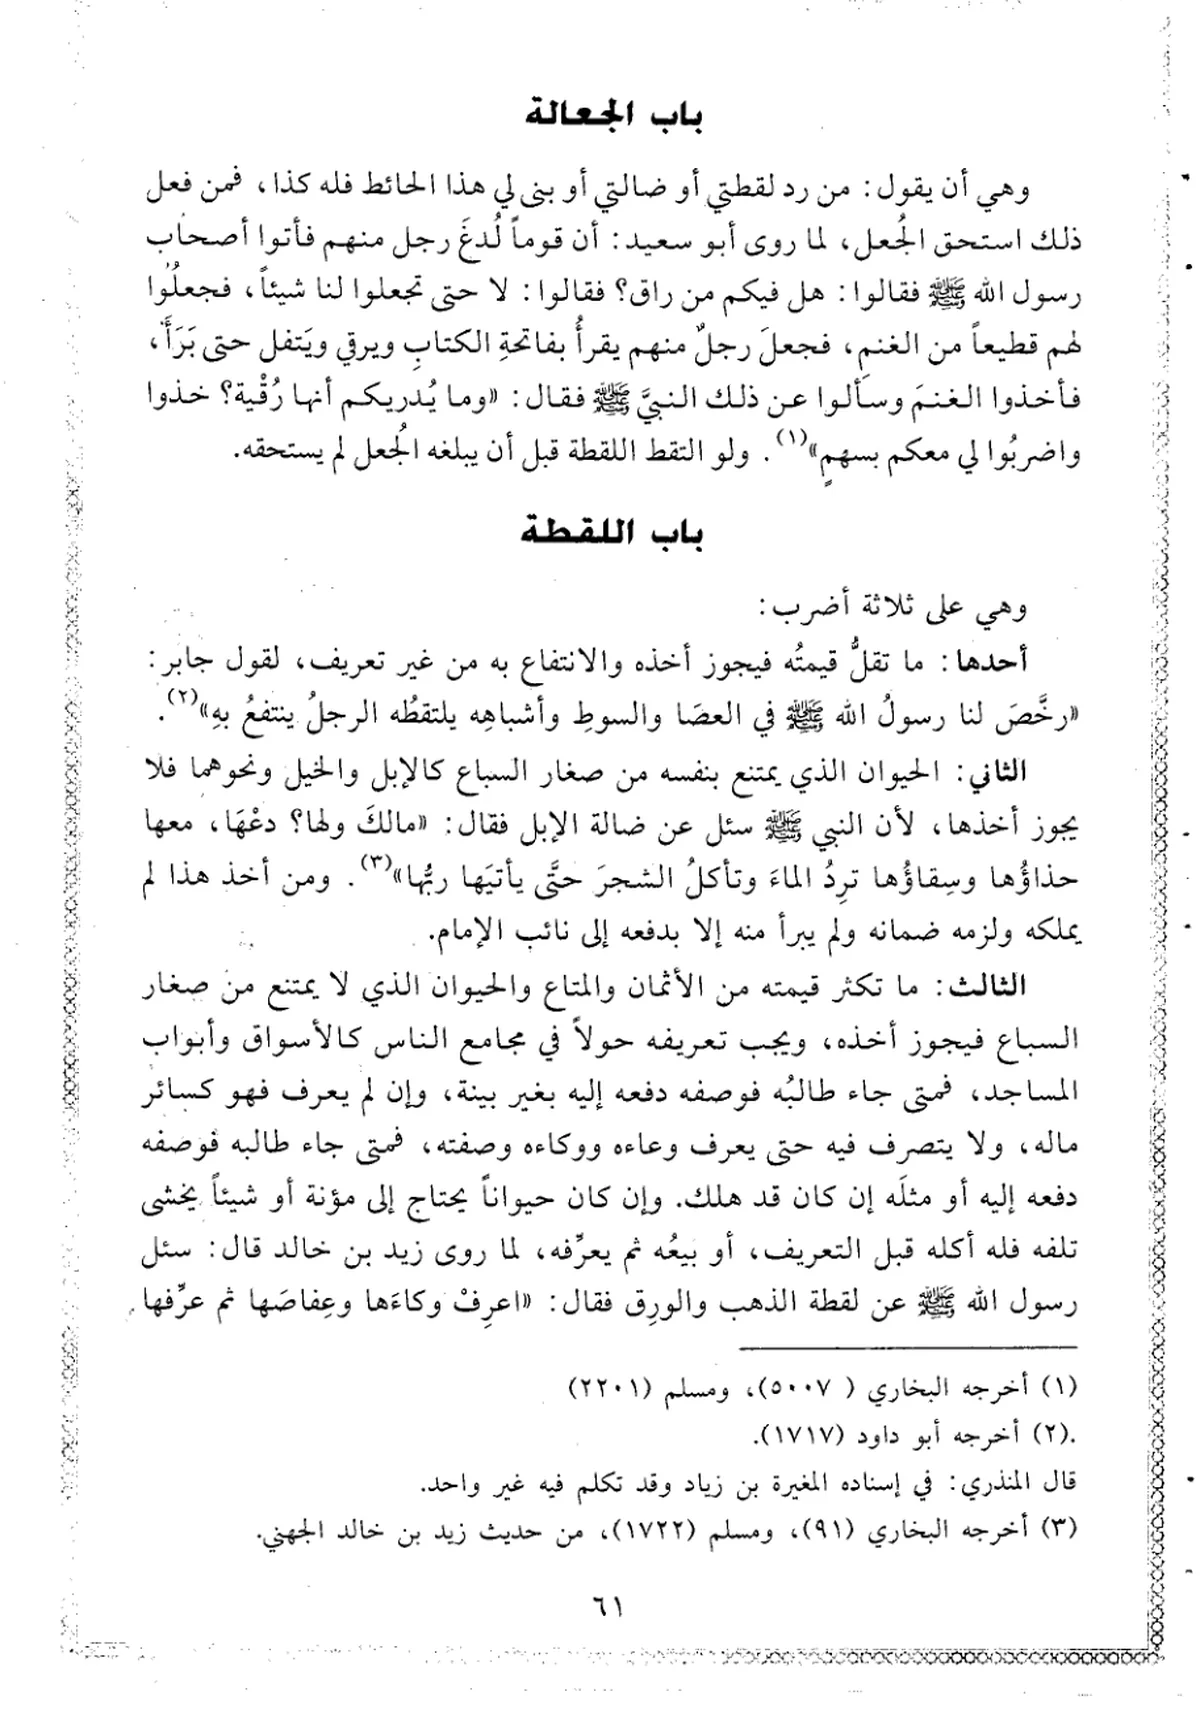 باب الجعالة
وهي أن يقول: من رد لقطتي أو ضالتي أو بنى لي هذا الحائط فله كذا، فمن فعل
ذلك استحق الجُعل، لما روى أبو سعيد: أن قوماً لُدغَ رجل منهم فأتوا أصحاب
رسول الله ﷺ فقالوا: هل فيكم من راق؟ فقالوا: لا حتى تجعلوا لنا شيئاً، فجعلُوا
لهم قطيعاً من الغنمِ، فجعلَ رجلٌ منهم يقرأُ بفاتحةِ الكتابِ ويرقي ويَتفل حتى بَرَأَ،
فأخذوا الغنمَ وسألوا عن ذلك النبيَّ ﷺ فقال: «وما يُدريكم أنها رُقْية؟ خذوا
واضربُوا لي معكم بسهمٍ»(١). ولو التقط اللقطة قبل أن يبلغه الجُعل لم يستحقه.
باب اللقطة
وهي على ثلاثة أضرب:
أحدها: ما تقلُّ قيمتُه فيجوز أخذه والانتفاع به من غير تعريف، لقول جابر:
«رخَّصَ لنا رسولُ الله ﷺ في العصَا والسوطِ وأشباهِه يلتقطُه الرجلُ ينتفعُ بهِ»(٢).
الثاني: الحيوان الذي يمتنع بنفسه من صغار السباع كالإبل والخيل ونحوهما فلا
يجوز أخذها، لأن النبي ﷺ سئل عن ضالة الإبل فقال: «مالكَ ولها؟ دعْهَا، معها
حذاؤُها وسِقاؤُها ترِدُ الماءَ وتأكلُ الشجرَ حتَّى يأتيَها ربُّها»(٣). ومن أخذ هذا لم
يملكه ولزمه ضمانه ولم يبرأ منه إلا بدفعه إلى نائب الإمام.
الثالث: ما تكثر قيمته من الأثمان والمتاع والحيوان الذي لا يمتنع من صغار
السباع فيجوز أخذه، ويجب تعريفه حولاً في مجامع الناس كالأسواق وأبواب
المساجد، فمتى جاء طالبُه فوصفه دفعه إليه بغير بينة، وإن لم يعرف فهو كسائر
ماله، ولا يتصرف فيه حتى يعرف وعاءه ووكاءه وصفته، فمتى جاء طالبه فوصفه
دفعه إليه أو مثلَه إن كان قد هلك. وإن كان حيواناً يحتاج إلى مؤنة أو شيئاً يخشى
تلفه فله أكله قبل التعريف، أو بيعُه ثم يعرِّفه، لما روى زيد بن خالد قال: سئل
رسول الله ﷺ عن لقطة الذهب والورِق فقال: «اعرِفْ وكاءَها وعِفاصَها ثم عرِّفها
(١) أخرجه البخاري (٥٠٠٧)، ومسلم (٢٢٠١)
.(٢) أخرجه أبو داود (١٧١٧).
قال المنذري: في إسناده المغيرة بن زياد وقد تكلم فيه غير واحد.
(٣) أخرجه البخاري (٩١)، ومسلم (١٧٢٢)، من حديث زيد بن خالد الجهني.
٦١